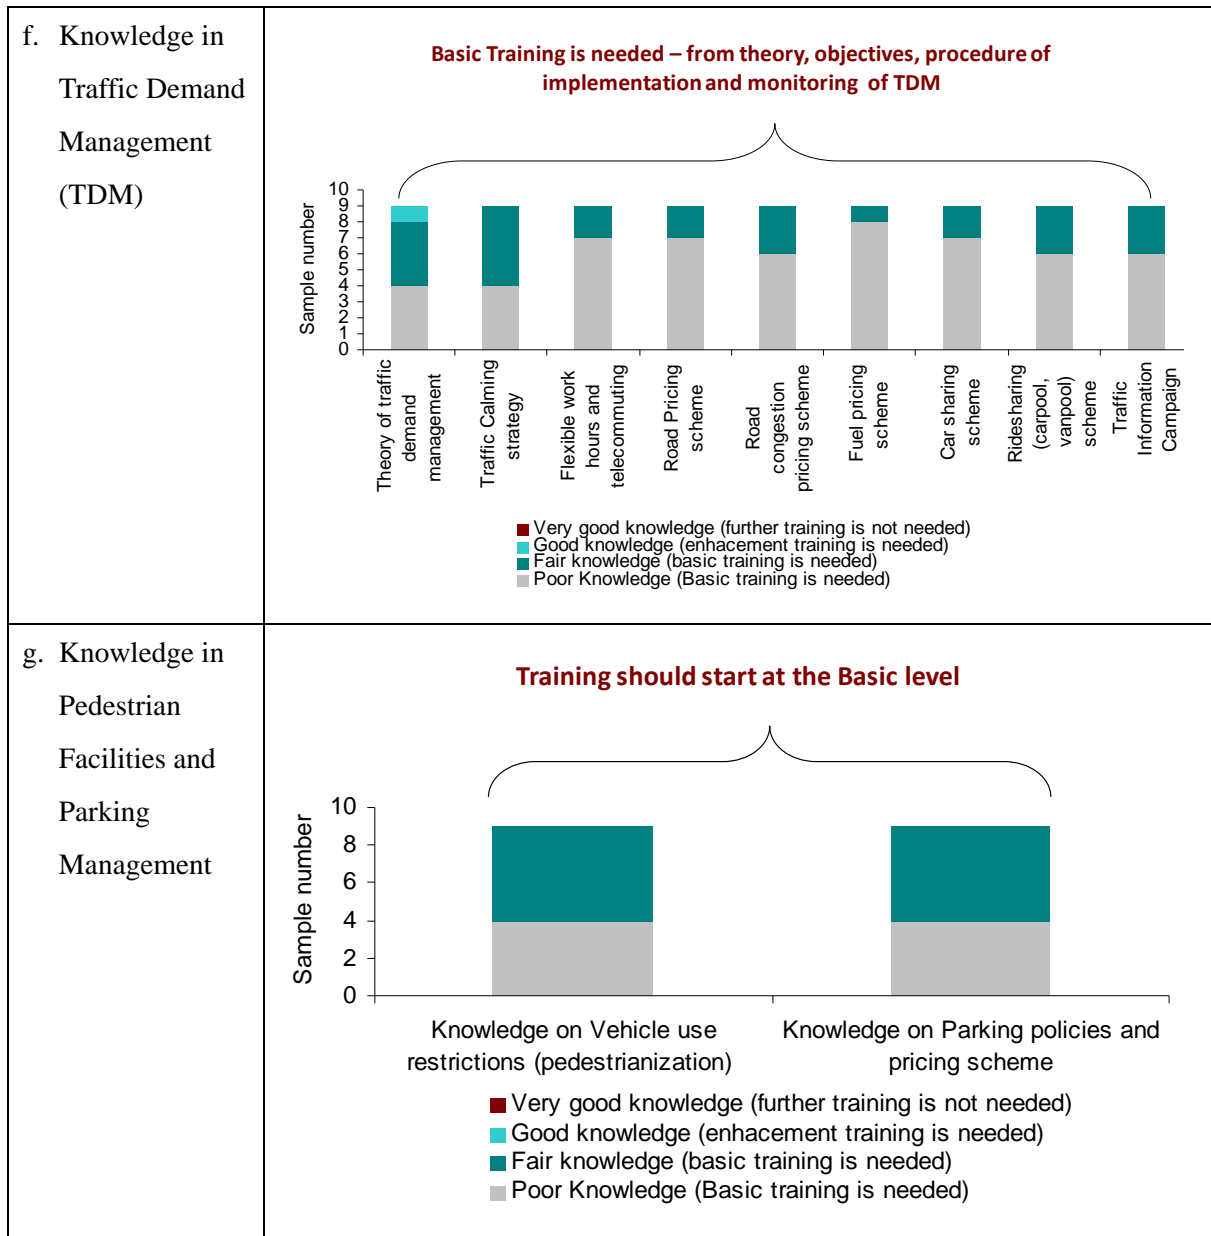 f. Knowledge in
Traffic Demand
Management
(TDM)
Basic Training is needed – from theory, objectives, procedure of
implementation and monitoring of TDM
Sample number
10
9
8
7
6
5
4
3
2
1
0
Theory of traffic
demand
management
Traffic Calming
strategy
Flexible work
hours and
telecommuting
Road Pricing
scheme
Road
congestion
pricing scheme
Fuel pricing
scheme
Car sharing
scheme
Ridesharing
(carpool,
vanpool)
scheme
Traffic
Information
Campaign
Very good knowledge (further training is not needed)
Good knowledge (enhacement training is needed)
Fair knowledge (basic training is needed)
Poor Knowledge (Basic training is needed)
g. Knowledge in
Pedestrian
Facilities and
Parking
Management
Training should start at the Basic level
Sample number
10
8
6
4
2
0
Knowledge on Vehicle use
restrictions (pedestrianization)
Knowledge on Parking policies and
pricing scheme
Very good knowledge (further training is not needed)
Good knowledge (enhacement training is needed)
Fair knowledge (basic training is needed)
Poor Knowledge (Basic training is needed)